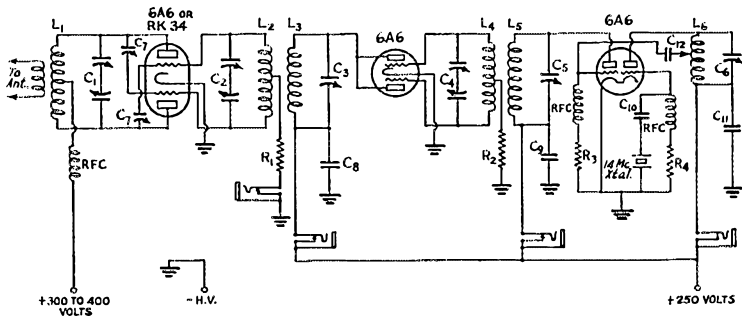 L1
6A6 OR
RK 34
L2
L3
6A6
L4
L5
6A6
L6
C7
C12
To
Ant.
C1
C2
C3
C4
C5
C6
C7
RFC
C10
RFC
C11
RFC
R1
C8
R2
C9
R3
14 Mc.
Xtal.
R4
+300 TO 400
VOLTS
- H.V.
+250 VOLTS